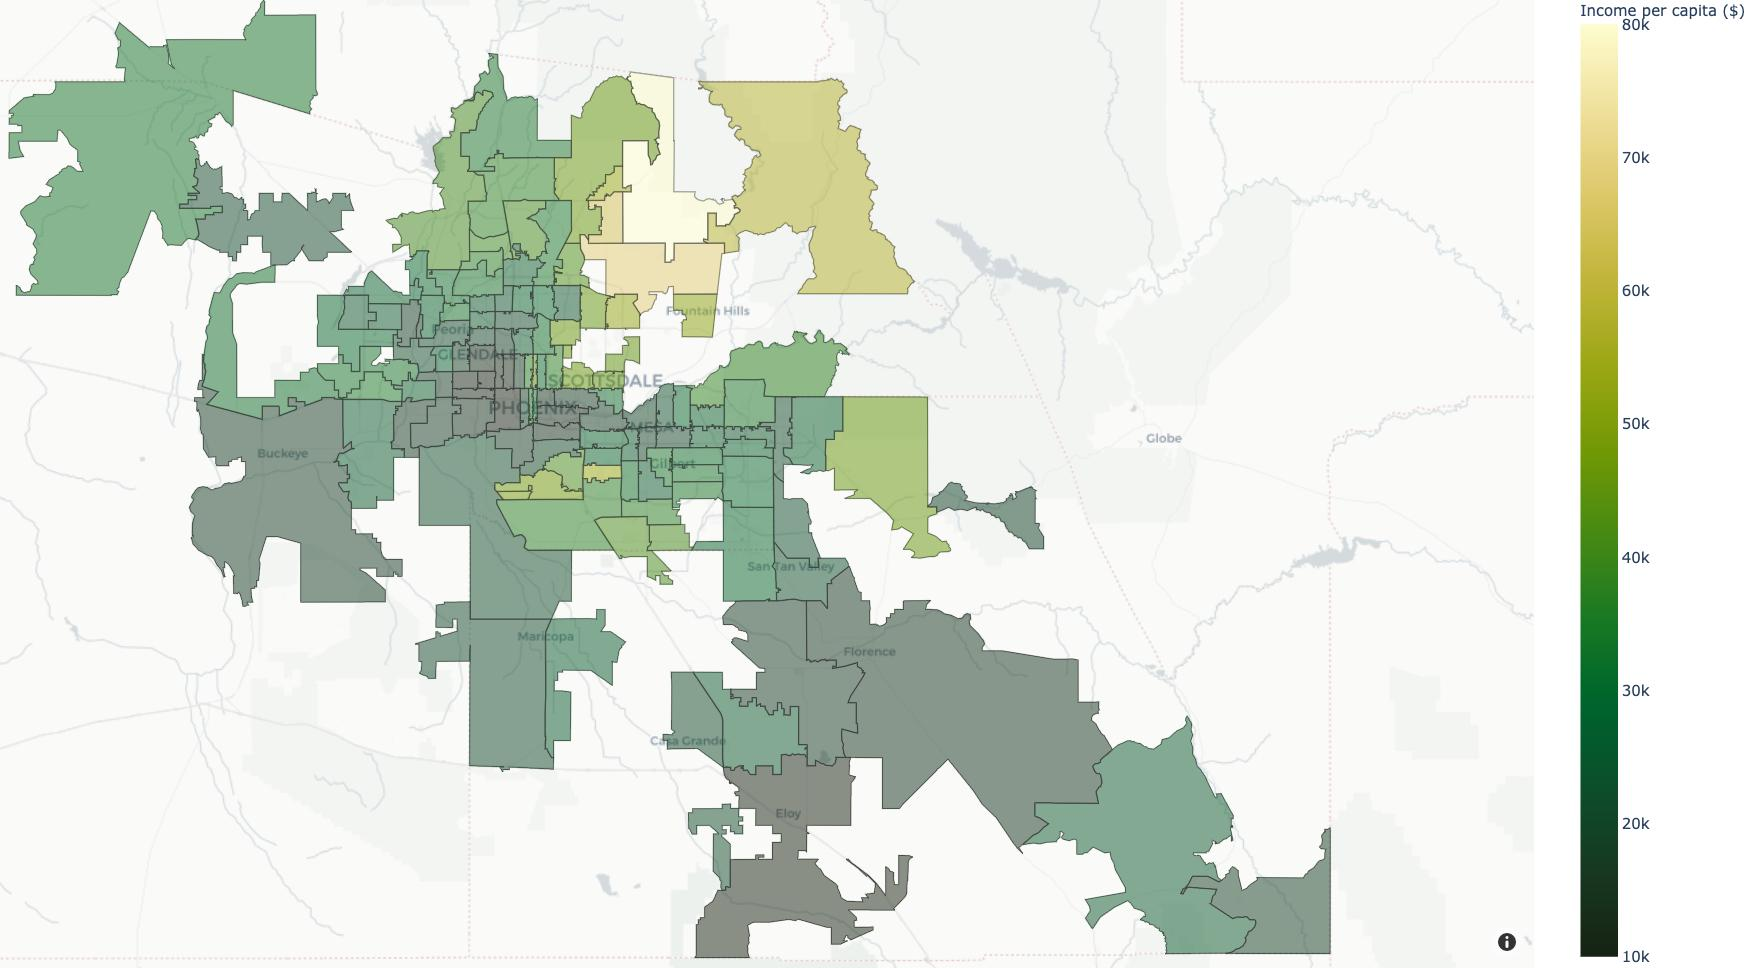 Income per capita ($)
80k
70k
Fountain Hills
60k
Peoria
GLENDALE
SCOTTSDALE
PHOENIX
50k
MESA
Globe
Buckeye
Gilbert
40k
San Tan Valley
Maricopa
Florence
30k
Casa Grande
Eloy
20k
10k